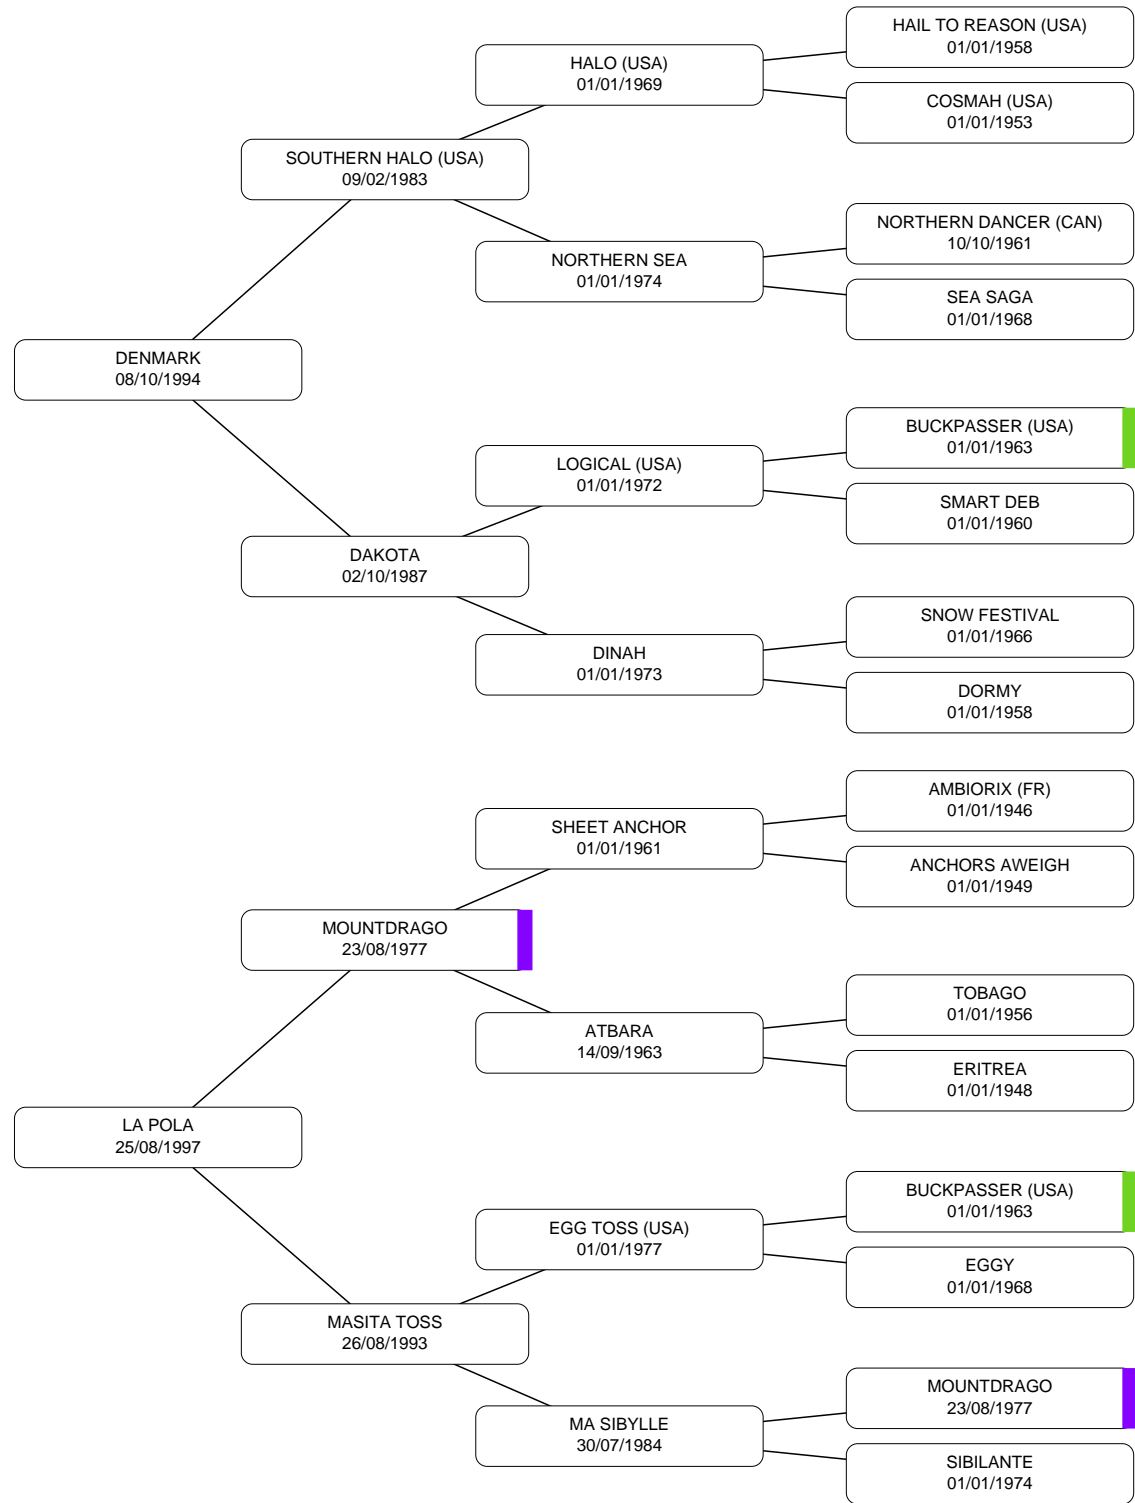 HAIL TO REASON (USA)
01/01/1958
HALO (USA)
01/01/1969
COSMAH (USA)
01/01/1953
SOUTHERN HALO (USA)
09/02/1983
NORTHERN DANCER (CAN)
10/10/1961
NORTHERN SEA
01/01/1974
SEA SAGA
01/01/1968
DENMARK
08/10/1994
BUCKPASSER (USA)
01/01/1963
LOGICAL (USA)
01/01/1972
SMART DEB
01/01/1960
DAKOTA
02/10/1987
SNOW FESTIVAL
01/01/1966
DINAH
01/01/1973
DORMY
01/01/1958
AMBIORIX (FR)
01/01/1946
SHEET ANCHOR
01/01/1961
ANCHORS AWEIGH
01/01/1949
MOUNTDRAGO
23/08/1977
TOBAGO
01/01/1956
ATBARA
14/09/1963
ERITREA
01/01/1948
LA POLA
25/08/1997
BUCKPASSER (USA)
01/01/1963
EGG TOSS (USA)
01/01/1977
EGGY
01/01/1968
MASITA TOSS
26/08/1993
MOUNTDRAGO
23/08/1977
MA SIBYLLE
30/07/1984
SIBILANTE
01/01/1974